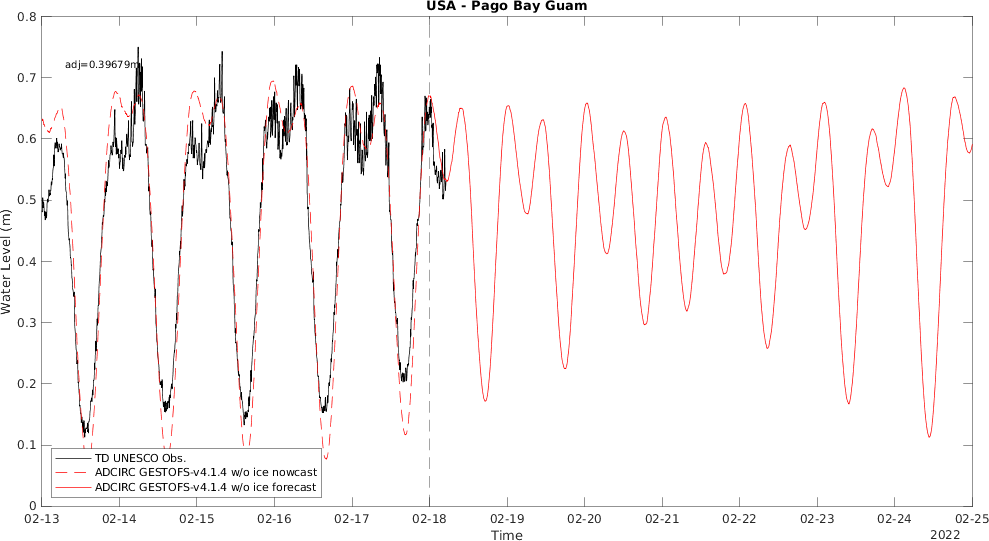 USA - Pago Bay Guam
adj=0.39679m
Water Level (m)
0.8
0.7
0.6
0.5
0.4
0.3
0.2
0.1
0
TD UNESCO Obs.
ADCIRC GESTOFS-v4.1.4 w/o ice nowcast
ADCIRC GESTOFS-v4.1.4 w/o ice forecast
02-13 02-14 02-15 02-16 02-17 02-18 02-19 02-20 02-21 02-22 02-23 02-24 02-25
Time
2022